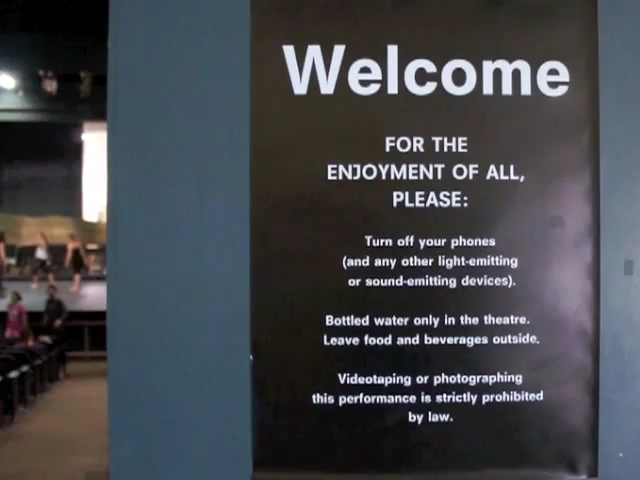 Welcome
FOR THE
ENJOYMENT OF ALL,
PLEASE:
Turn off your phones
(and any other light-emitting
or sound-emitting devices).
Bottled water only in the theatre.
Leave food and beverages outside.
Videotaping or photographing
this performance is strictly prohibited
by law.